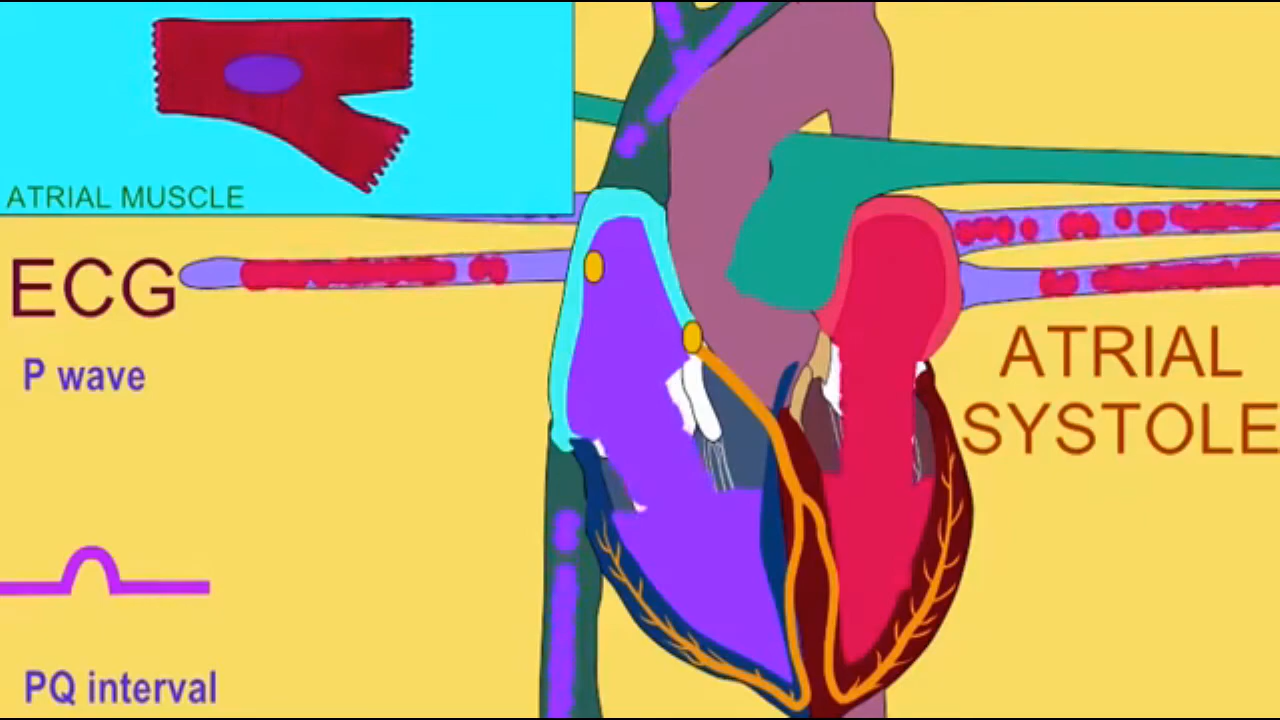 ATRIAL MUSCLE
ECG
P wave
ATRIAL
SYSTOLE
PQ interval